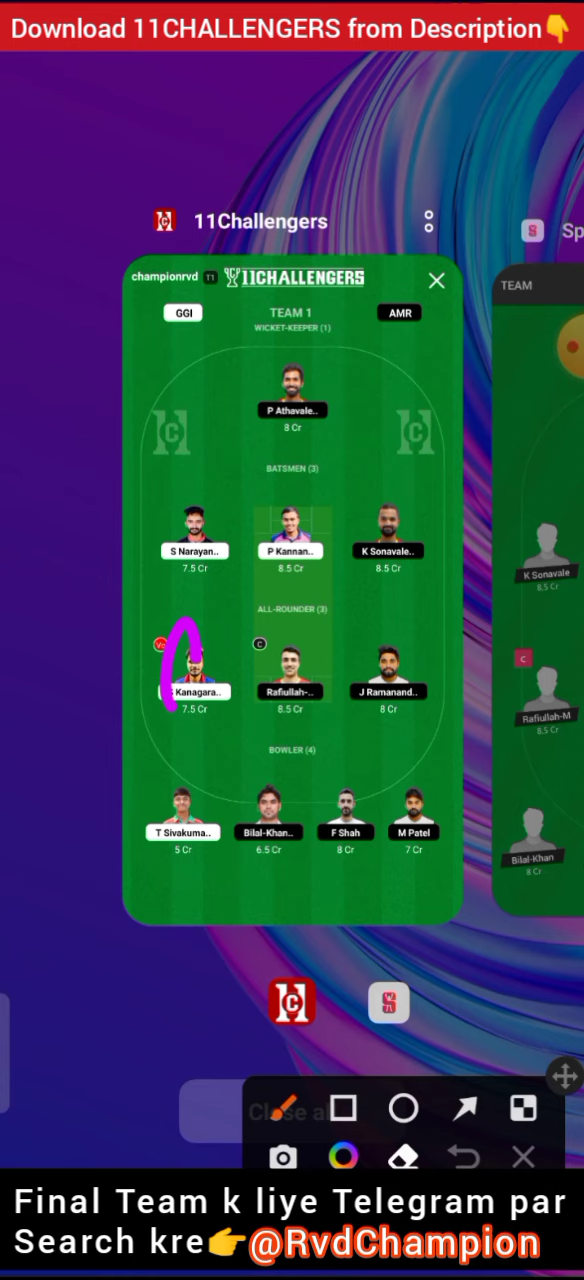 Download 11CHALLENGERS from Description👇
11Challengers
Sp
championrvd T1 11CHALLENGERS
TEAM
GGI TEAM 1 AMR
WICKET-KEEPER (1)
P Athavale..
8 Cr
BATSMEN (3)
S Narayan.. P Kannan.. K Sonavale..
7.5 Cr 8.5 Cr 8.5 Cr
K Sonavale
8.5 Cr
ALL-ROUNDER (3)
C
C
Kanagara.. Rafiullah-.. J Ramanand..
7.5 Cr 8.5 Cr 8 Cr
Rafiullah-M
8.5 Cr
BOWLER (4)
T Sivakuma.. Bilal-Khan.. F Shah M Patel
5 Cr 6.5 Cr 8 Cr 7 Cr
Bilal-Khan
8 Cr
Close al
Final Team k liye Telegram par
Search kre👉@RvdChampion